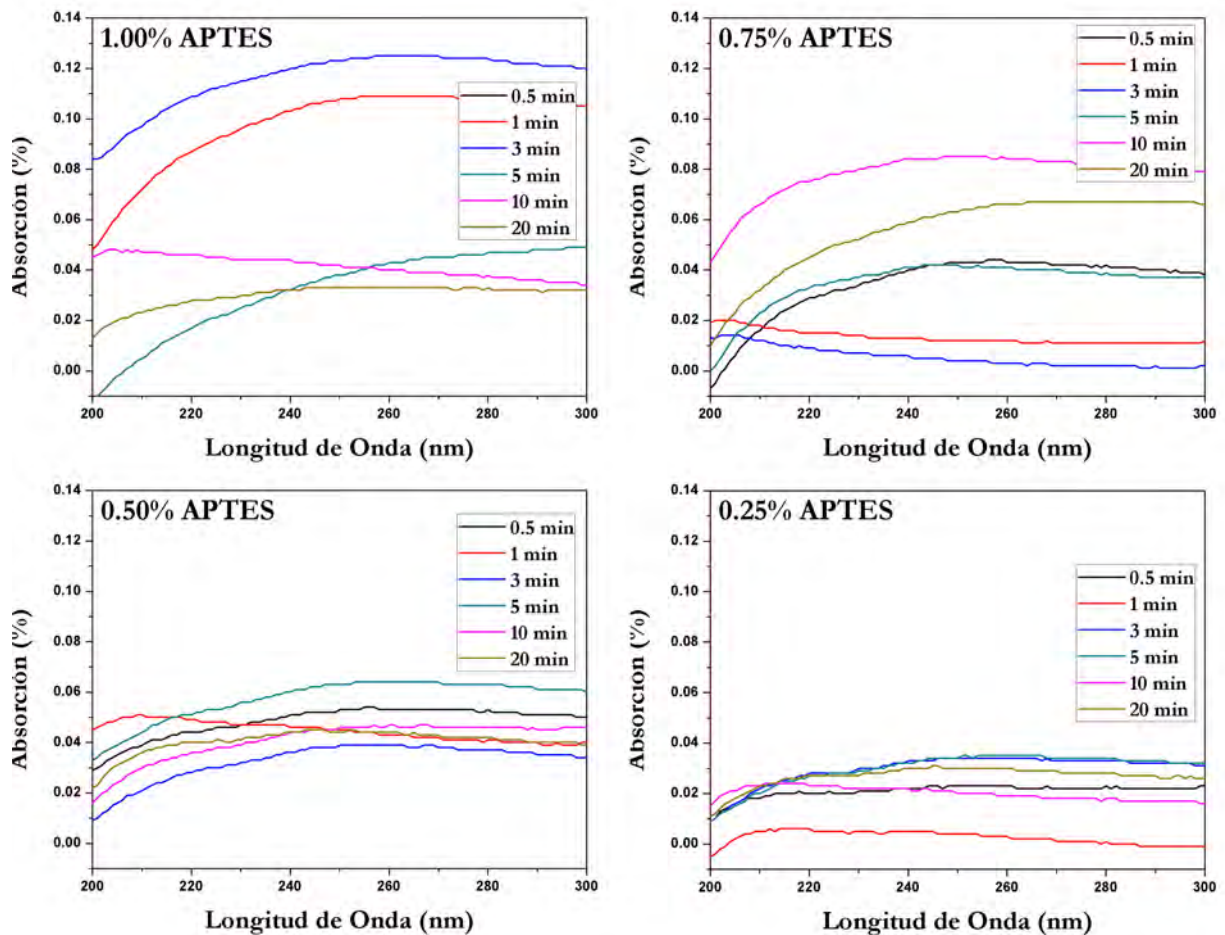 1.00% APTES
0.14
0.12
0.10
0.08
0.06
0.04
0.02
0.00
Absorción (%)
0.5 min
1 min
3 min
5 min
10 min
20 min
200
220
240
260
280
300
Longitud de Onda (nm)
0.75% APTES
0.14
0.12
0.10
0.08
0.06
0.04
0.02
0.00
Absorción (%)
0.5 min
1 min
3 min
5 min
10 min
20 min
200
220
240
260
280
300
Longitud de Onda (nm)
0.50% APTES
0.14
0.12
0.10
0.08
0.06
0.04
0.02
0.00
Absorción (%)
0.5 min
1 min
3 min
5 min
10 min
20 min
200
220
240
260
280
300
Longitud de Onda (nm)
0.25% APTES
0.14
0.12
0.10
0.08
0.06
0.04
0.02
0.00
Absorción (%)
0.5 min
1 min
3 min
5 min
10 min
20 min
200
220
240
260
280
300
Longitud de Onda (nm)